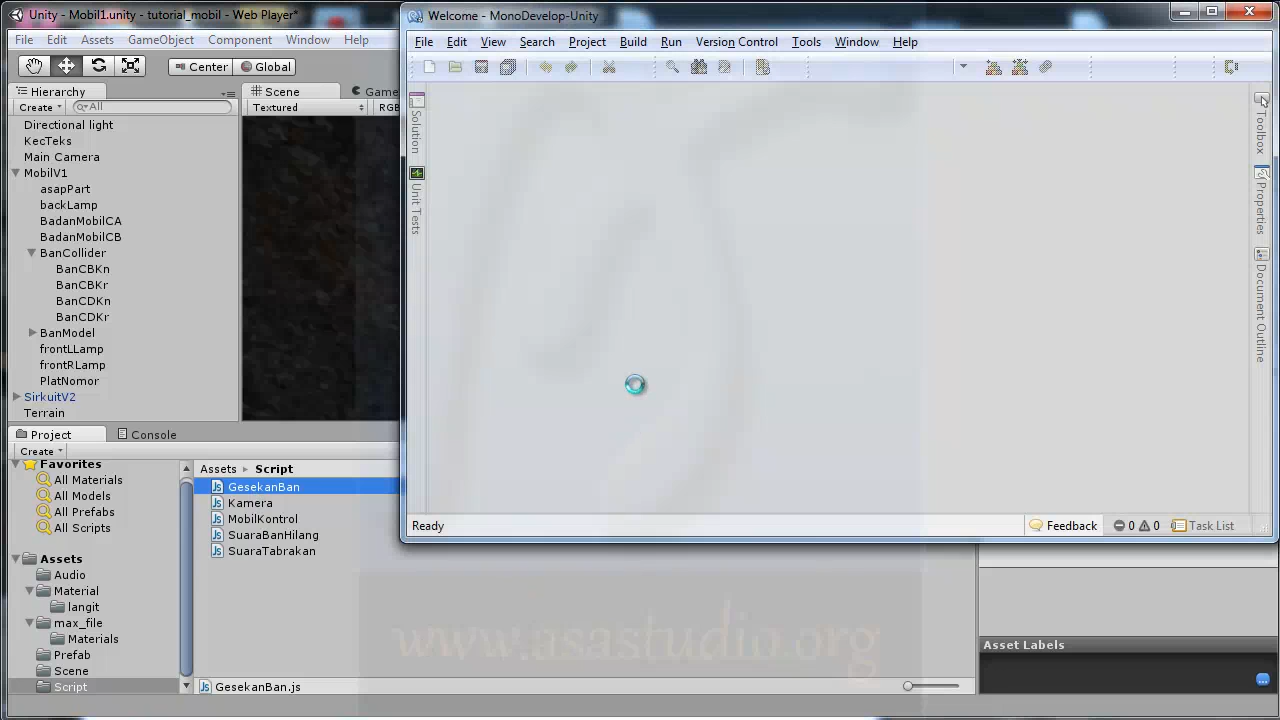 Unity - Mobil1.unity - tutorial_mobil - Web Player*
File Edit Assets GameObject Component Window Help
Center Global
Hierarchy
Create All
Directional light
KecTeks
Main Camera
MobilV1
asapPart
backLamp
BadanMobilCA
BadanMobilCB
BanCollider
BanCBKn
BanCBKr
BanCDKn
BanCDKr
BanModel
frontLLamp
frontRLamp
PlatNomor
SirkuitV2
Terrain
Scene Game
Textured RGB
Welcome - MonoDevelop-Unity
File Edit View Search Project Build Run Version Control Tools Window Help
Solution
Unit Tests
Toolbox
Properties
Document Outline
Ready Feedback 0 0 Task List
Project Console
Create
Favorites
All Materials
All Models
All Prefabs
All Scripts
Assets
Audio
Material
langit
max_file
Materials
Prefab
Scene
Script
Assets Script
GesekanBan
Kamera
MobilKontrol
SuaraBanHilang
SuaraTabrakan
GesekanBan.js
www.asastudio.org
Asset Labels